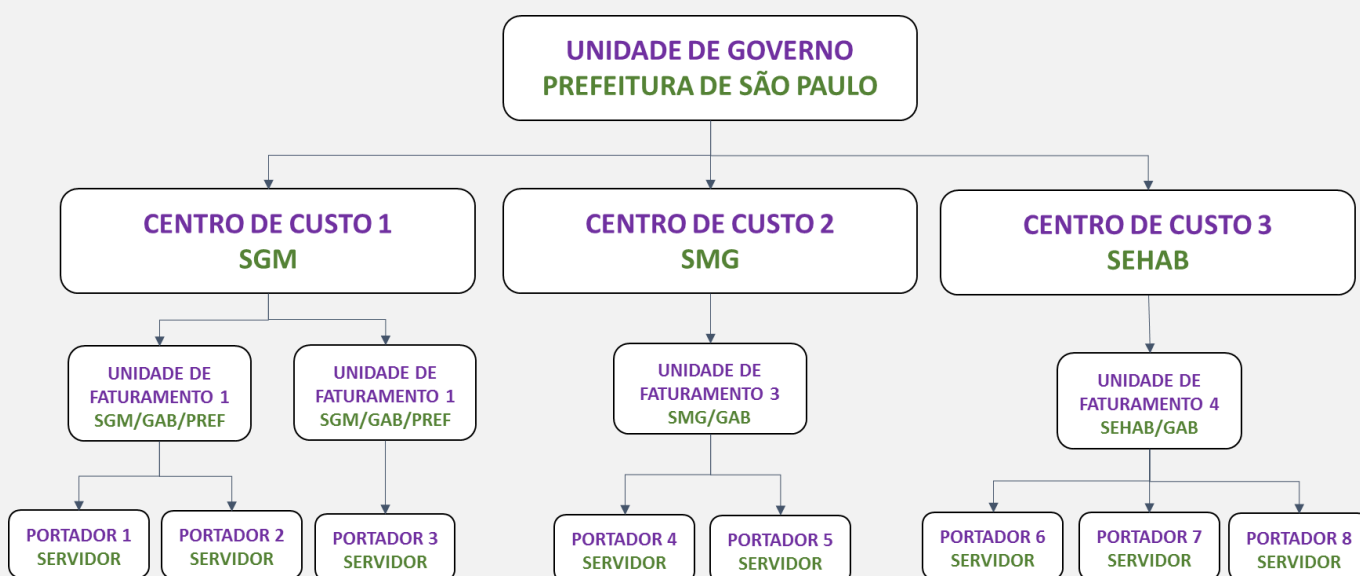 UNIDADE DE GOVERNO
PREFEITURA DE SÃO PAULO
CENTRO DE CUSTO 1
SGM
CENTRO DE CUSTO 2
SMG
CENTRO DE CUSTO 3
SEHAB
UNIDADE DE
FATURAMENTO 1
SGM/GAB/PREF
UNIDADE DE
FATURAMENTO 1
SGM/GAB/PREF
UNIDADE DE
FATURAMENTO 3
SMG/GAB
UNIDADE DE
FATURAMENTO 4
SEHAB/GAB
PORTADOR 1
SERVIDOR
PORTADOR 2
SERVIDOR
PORTADOR 3
SERVIDOR
PORTADOR 4
SERVIDOR
PORTADOR 5
SERVIDOR
PORTADOR 6
SERVIDOR
PORTADOR 7
SERVIDOR
PORTADOR 8
SERVIDOR